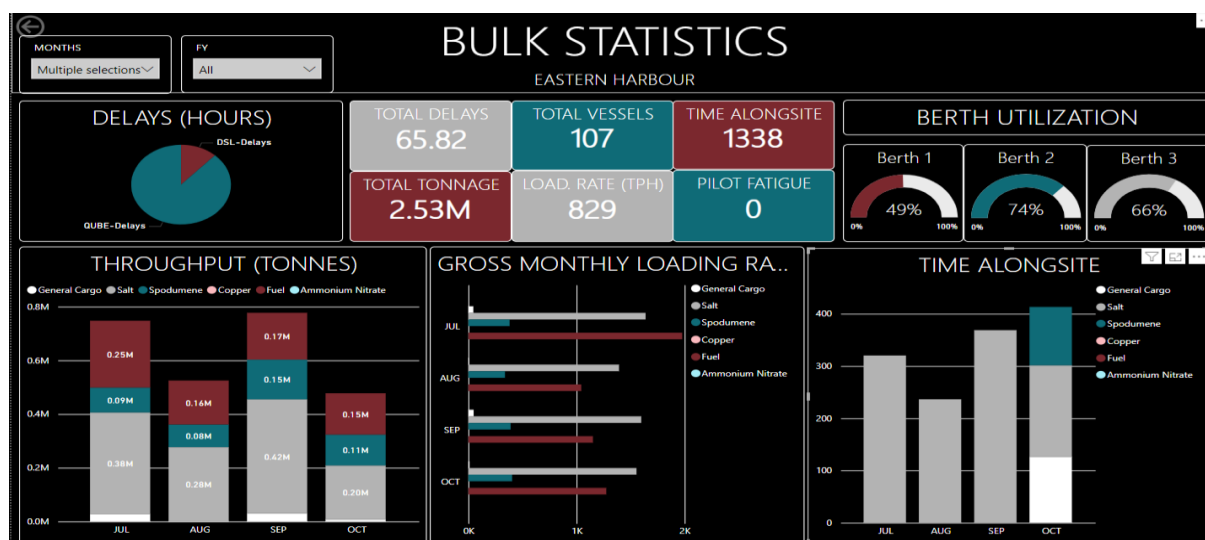 BULK STATISTICS
EASTERN HARBOUR
MONTHS
Multiple selections
FY
All
DELAYS (HOURS)
DSL-Delays
QUBE-Delays
TOTAL DELAYS
65.82
TOTAL VESSELS
107
TIME ALONGSITE
1338
TOTAL TONNAGE
2.53M
LOAD. RATE (TPH)
829
PILOT FATIGUE
0
BERTH UTILIZATION
Berth 1
49%
0% 100%
Berth 2
74%
0% 100%
Berth 3
66%
0% 100%
THROUGHPUT (TONNES)
General Cargo Salt Spodumene Copper Fuel Ammonium Nitrate
0.8M
0.6M
0.4M
0.2M
0.0M
0.25M
0.09M
0.38M
0.16M
0.08M
0.28M
0.17M
0.15M
0.42M
0.15M
0.11M
0.20M
JUL AUG SEP OCT
GROSS MONTHLY LOADING RA...
General Cargo
Salt
Spodumene
Copper
Fuel
Ammonium Nitrate
JUL
AUG
SEP
OCT
0K 1K 2K
TIME ALONGSITE
General Cargo
Salt
Spodumene
Copper
Fuel
Ammonium Nitrate
400
300
200
100
0
JUL AUG SEP OCT